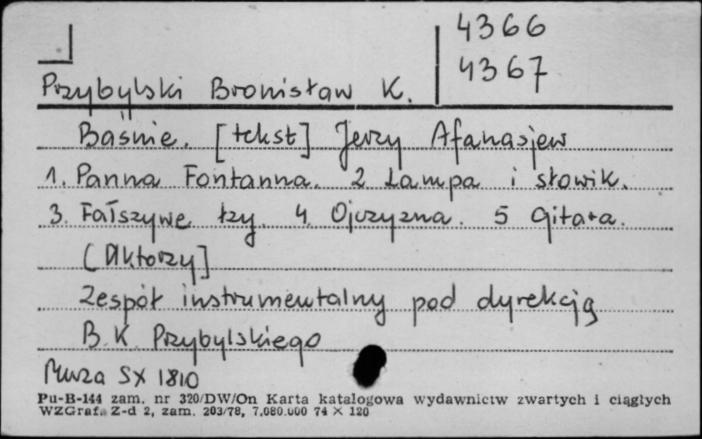 4366
4367
Przybylski Bronisław K.
Baśnie. [tekst] Jerzy Afanasjew
1. Panna Fontanna. 2 Lampa i słowik.
3. Fałszywe łzy 4. Ojczyzna. 5 Gitara.
[Aktorzy]
Zespół instrumentalny pod dyrekcją
B.K. Przybylskiego
Muza SX 1810
Pu-B-144 zam. nr 320/DW/On Karta katalogowa wydawnictw zwartych i ciągłych
WZGraf. Z-d 2, zam. 203/78, 7.080.000 74 × 120